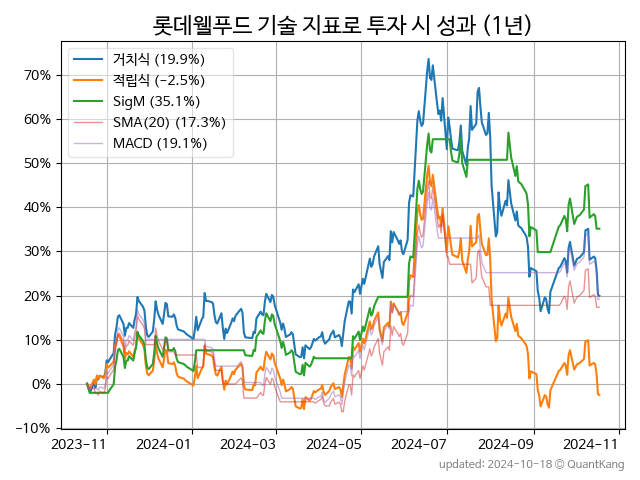 롯데웰푸드 기술 지표로 투자 시 성과 (1년)
거치식 (19.9%)
적립식 (−2.5%)
SigM (35.1%)
SMA(20) (17.3%)
MACD (19.1%)
70%
60%
50%
40%
30%
20%
10%
0%
−10%
2023−11 2024−01 2024−03 2024−05 2024−07 2024−09 2024−11
updated: 2024-10-18 © QuantKang